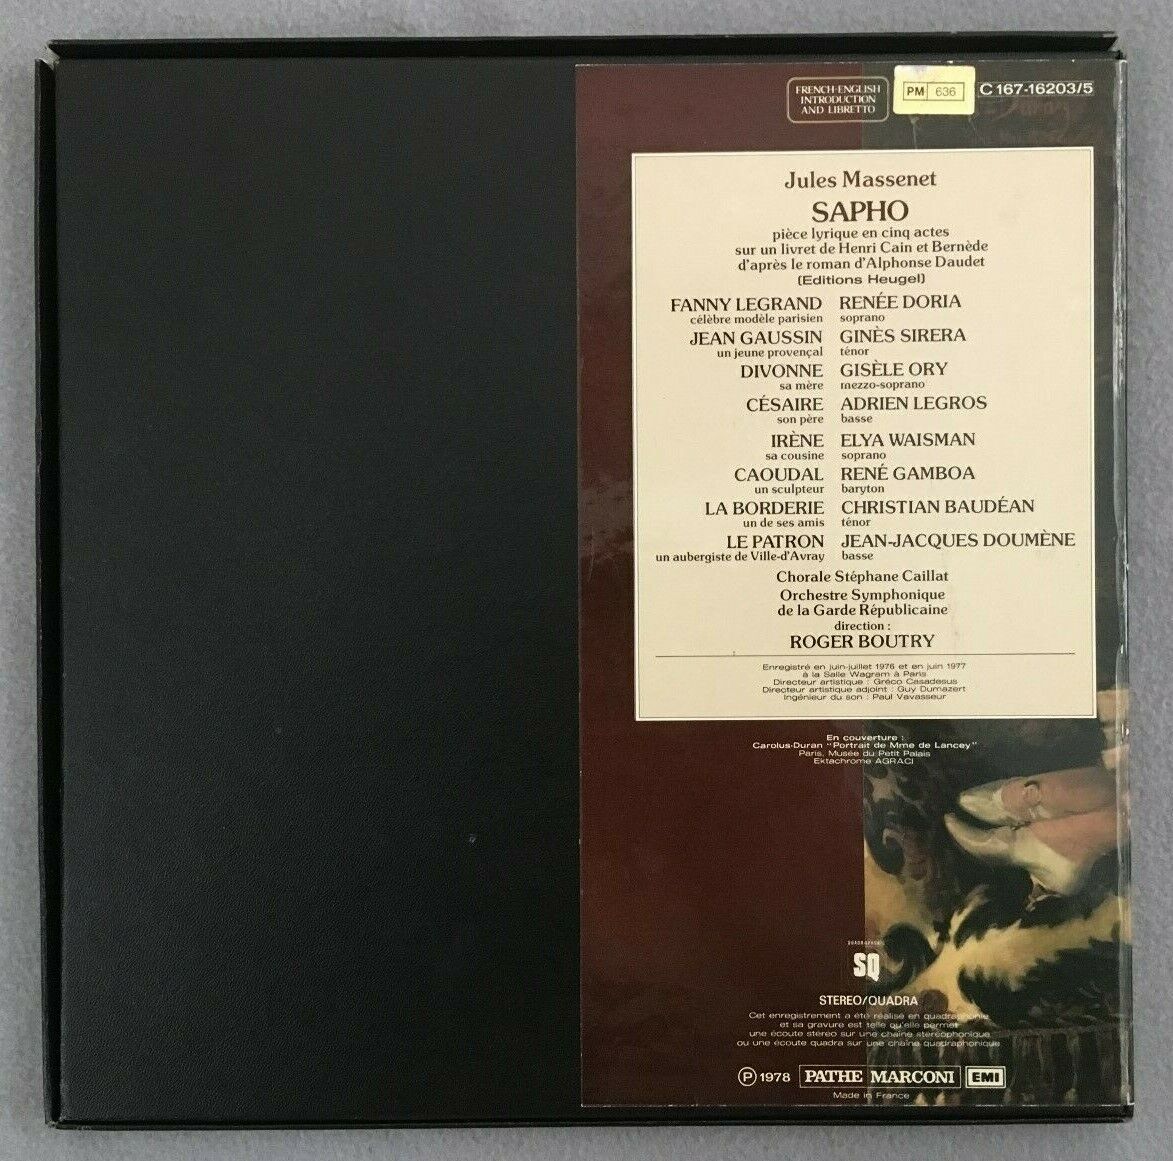 FRENCH-ENGLISH
INTRODUCTION
AND LIBRETTO
PM 636
C 167-16203/5
Jules Massenet
SAPHO
pièce lyrique en cinq actes
sur un livret de Henri Cain et Bernède
d'après le roman d'Alphonse Daudet
(Editions Heugel)
FANNY LEGRAND RENÉE DORIA
célèbre modèle parisien soprano
JEAN GAUSSIN GINÈS SIRERA
un jeune provençal ténor
DIVONNE GISÈLE ORY
sa mère mezzo-soprano
CÉSAIRE ADRIEN LEGROS
son père basse
IRÈNE ELYA WAISMAN
sa cousine soprano
CAOUDAL RENÉ GAMBOA
un sculpteur baryton
LA BORDERIE CHRISTIAN BAUDÉAN
un de ses amis ténor
LE PATRON JEAN-JACQUES DOUMÈNE
un aubergiste de Ville-d'Avray basse
Chorale Stéphane Caillat
Orchestre Symphonique
de la Garde Républicaine
direction :
ROGER BOUTRY
Enregistré en juin-juillet 1976 et en juin 1977
à la Salle Wagram à Paris
Directeur artistique : Gréco Casadesus
Directeur artistique adjoint : Guy Dumazert
Ingénieur du son : Paul Vavasseur
En couverture :
Carolus-Duran "Portrait de Mme de Lancey"
Paris, Musée du Petit Palais
Ektachrome AGRACI
SQ
STEREO/QUADRA
Cet enregistrement a été réalisé en quadraphonie
et sa gravure est telle qu'elle permet
une écoute stéréo sur une chaîne stéréophonique
ou une écoute quadra sur une chaîne quadraphonique
Ⓟ 1978 PATHE MARCONI EMI
Made in France